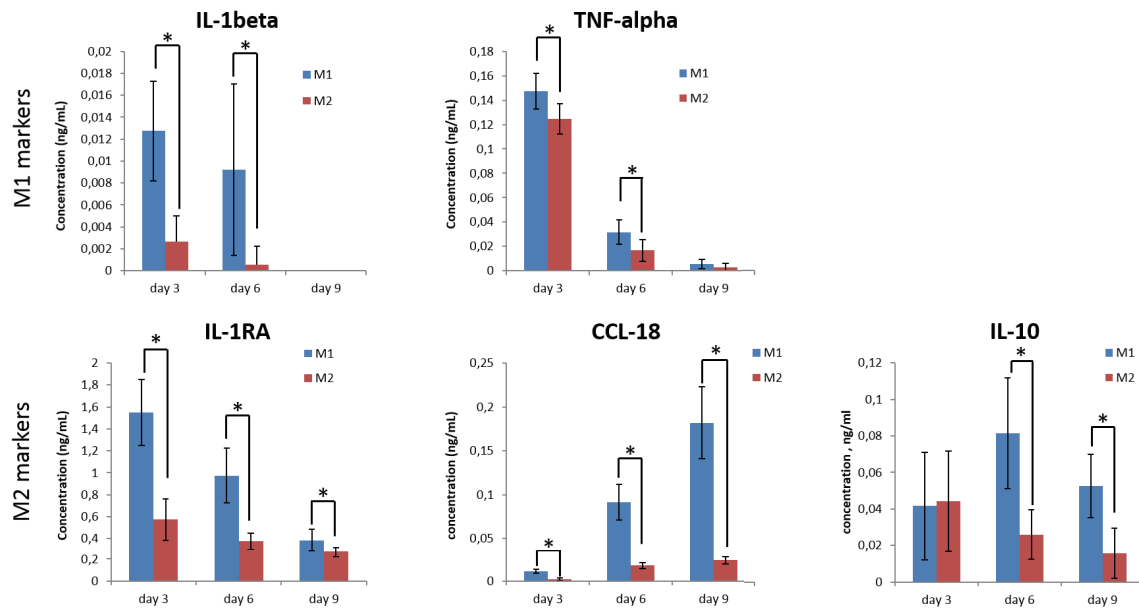 M1 markers
IL-1beta
Concentration (ng/mL)
0,02
0,018
0,016
0,014
0,012
0,01
0,008
0,006
0,004
0,002
0
*
*
M1
M2
day 3
day 6
day 9
TNF-alpha
Concentration (ng/mL)
0,18
0,16
0,14
0,12
0,1
0,08
0,06
0,04
0,02
0
*
*
M1
M2
day 3
day 6
day 9
M2 markers
IL-1RA
Concentration (ng/mL)
2
1,8
1,6
1,4
1,2
1
0,8
0,6
0,4
0,2
0
*
*
*
M1
M2
day 3
day 6
day 9
CCL-18
concentration (ng/mL)
0,25
0,2
0,15
0,1
0,05
0
*
*
*
M1
M2
day 3
day 6
day 9
IL-10
concentration , ng/ml
0,12
0,1
0,08
0,06
0,04
0,02
0
*
*
M1
M2
day 3
day 6
day 9